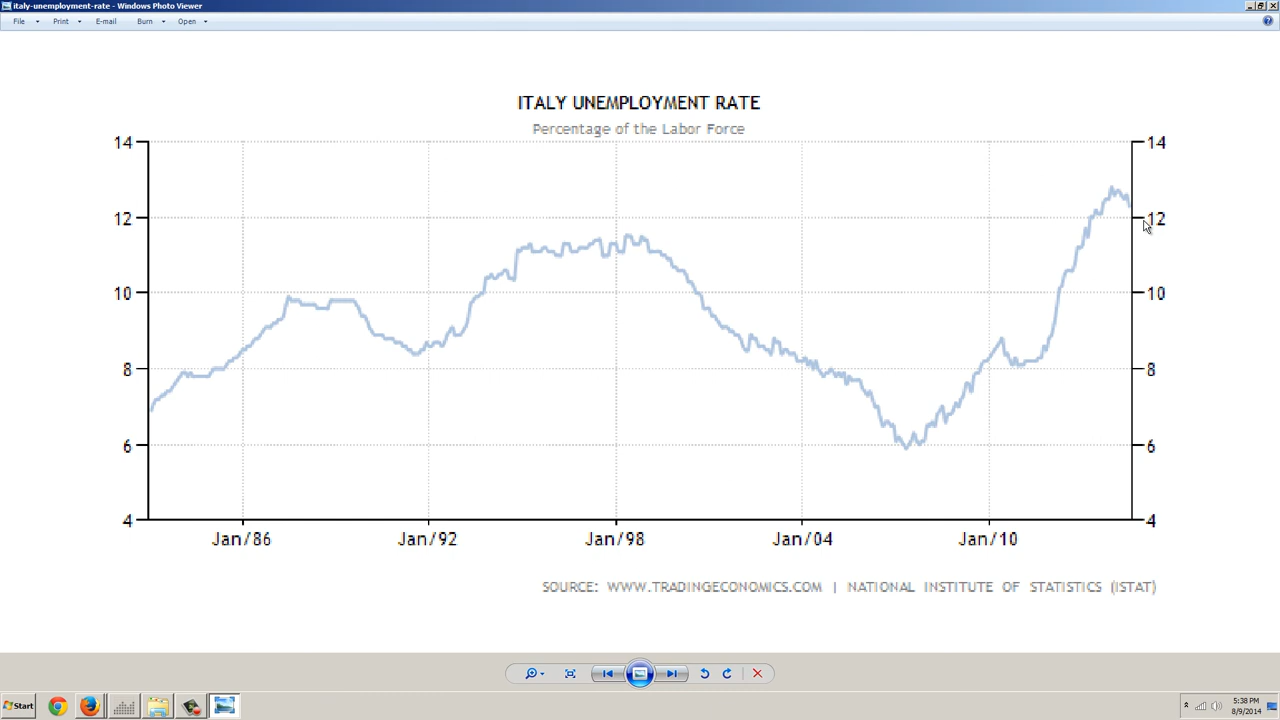 italy-unemployment-rate - Windows Photo Viewer
File Print E-mail Burn Open
ITALY UNEMPLOYMENT RATE
Percentage of the Labor Force
14 14
12 12
10 10
8 8
6 6
4 4
Jan/86 Jan/92 Jan/98 Jan/04 Jan/10
SOURCE: WWW.TRADINGECONOMICS.COM | NATIONAL INSTITUTE OF STATISTICS (ISTAT)
Start
5:38 PM
8/9/2014